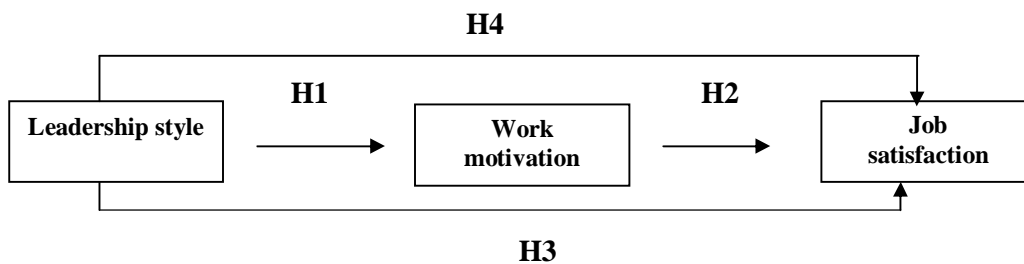 H4
H1
H2
Leadership style
Work
motivation
Job
satisfaction
H3